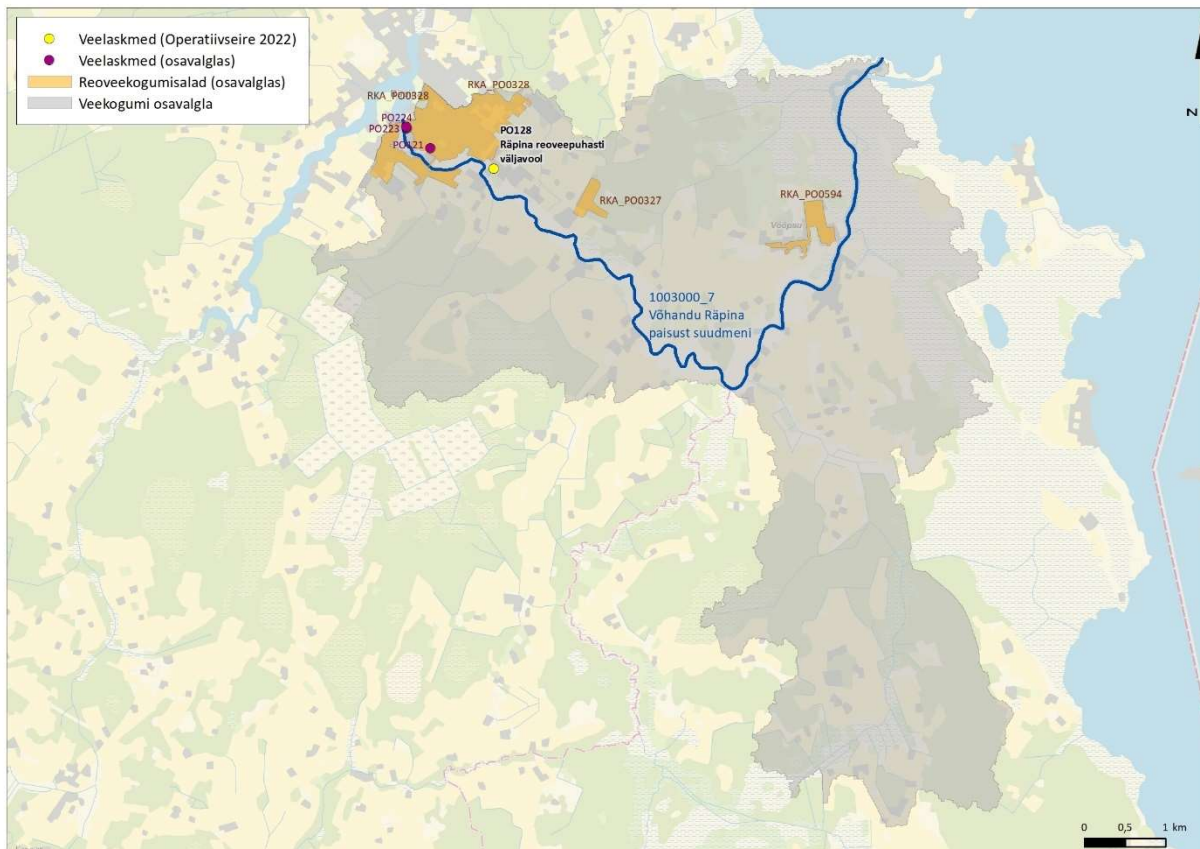 Veelaskmed (Operatiivseire 2022)
Veelaskmed (osavalglas)
Reoveekogumisalad (osavalglas)
Veekogumi osavalgla
RKA_PO0328
RKA_PO0328
PO224
PO223
PO121
PO128
Räpina reoveepuhasti
väljavool
RKA_PO0327
RKA_PO0594
Võõpsu
1003000_7
Võhandu Räpina
paisust suudmeni
N
0 0,5 1 km